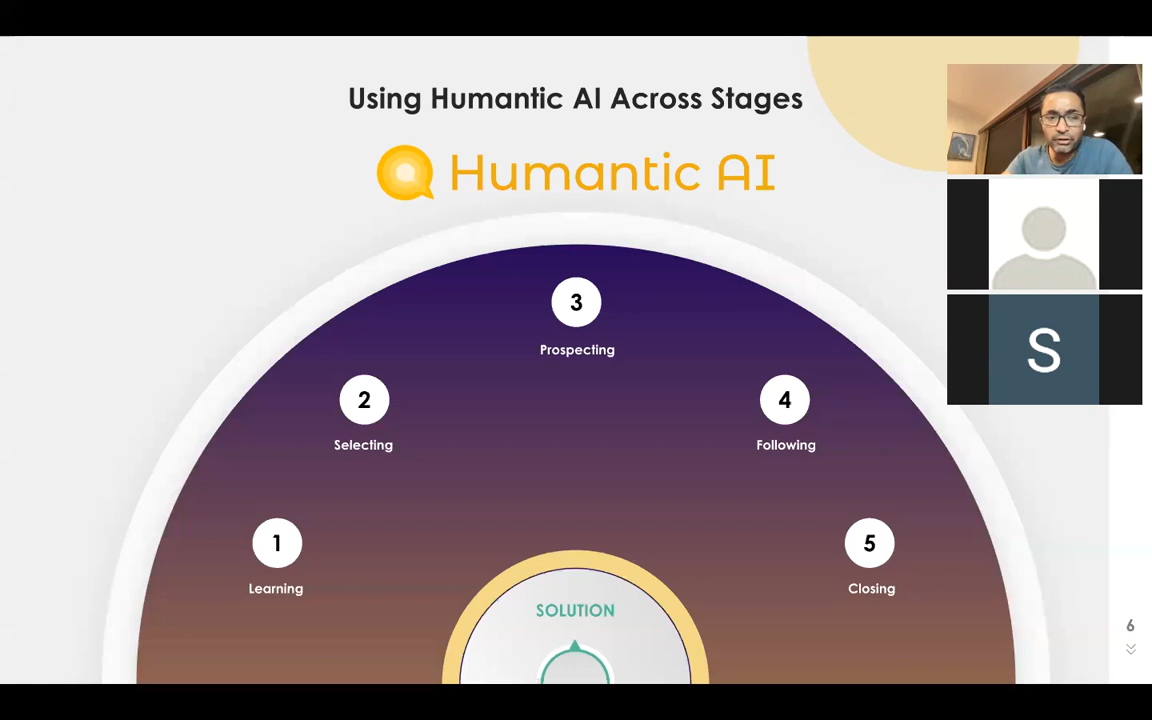 Using Humantic AI Across Stages
Humantic AI
3
Prospecting
2
Selecting
4
Following
1
Learning
5
Closing
SOLUTION
S
6